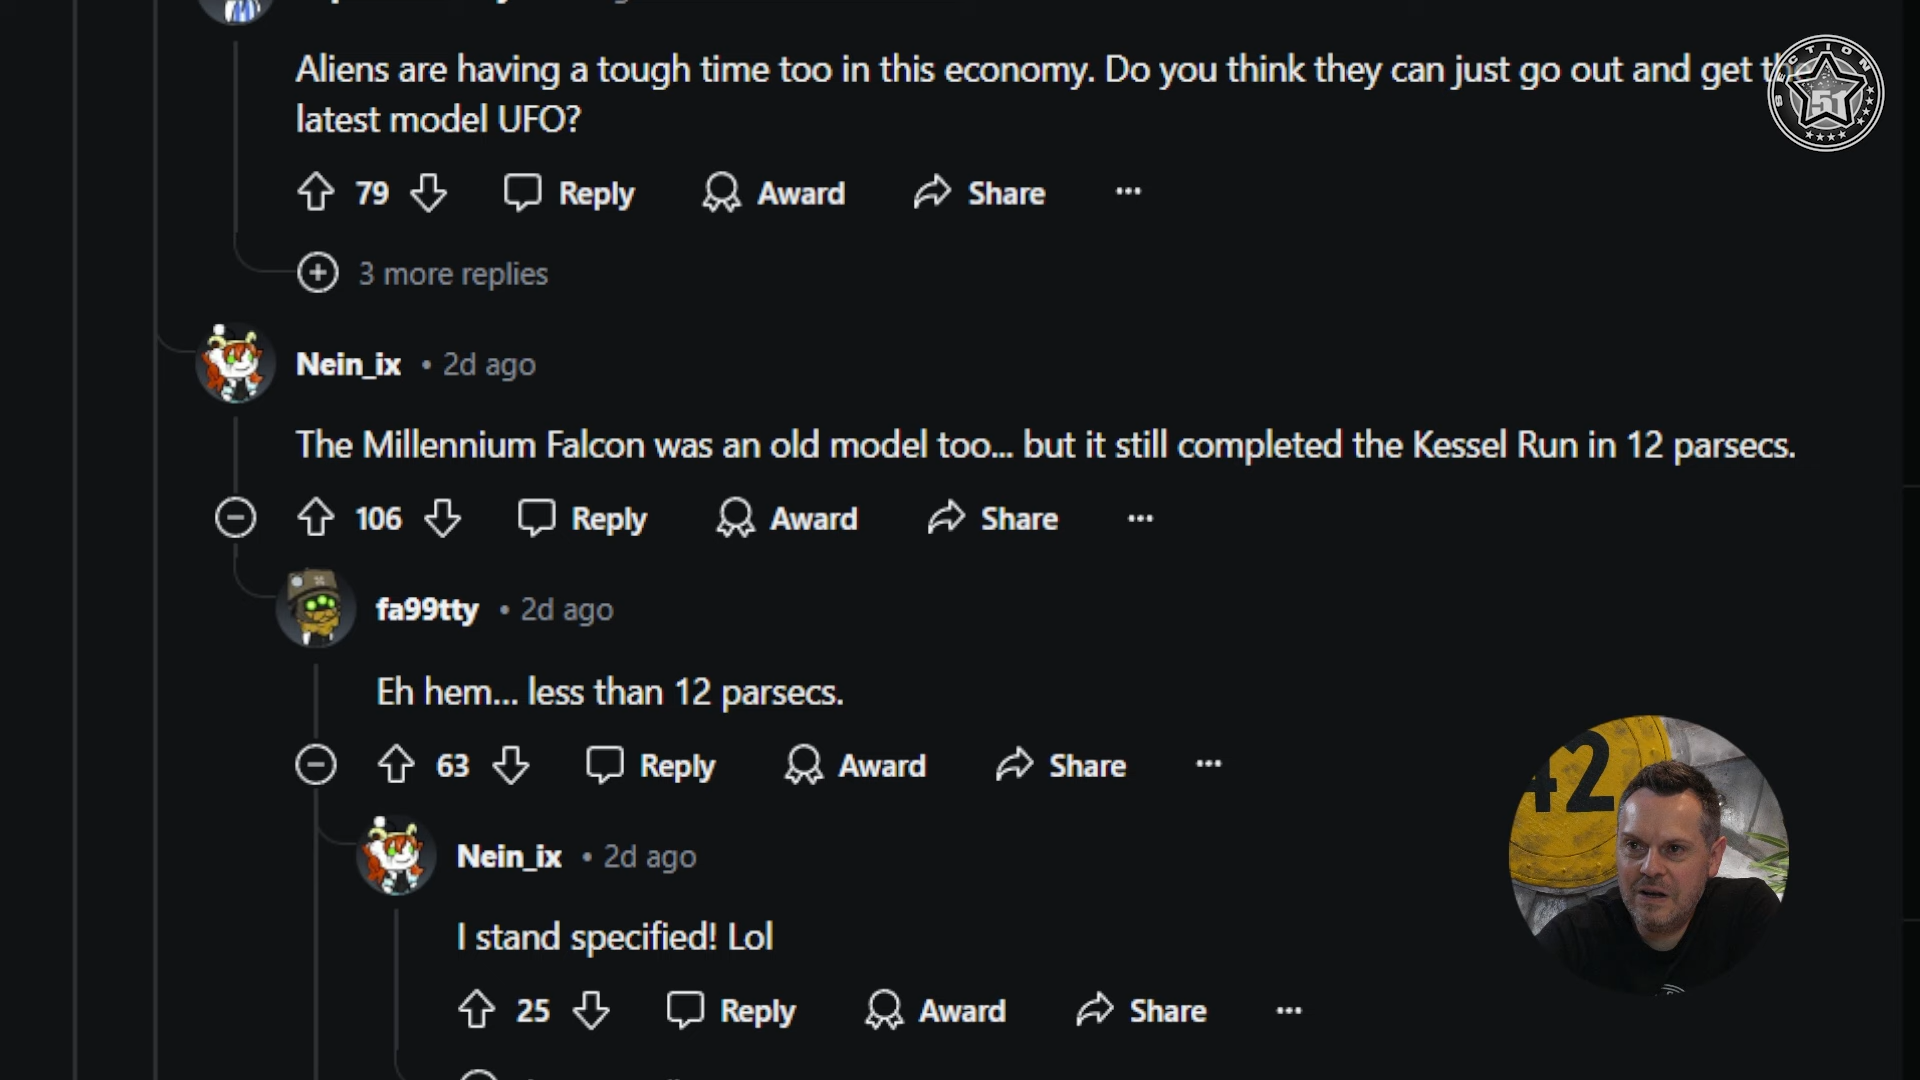 Aliens are having a tough time too in this economy. Do you think they can just go out and get
latest model UFO?
79 Reply Award Share
3 more replies
Nein_ix • 2d ago
The Millennium Falcon was an old model too... but it still completed the Kessel Run in 12 parsecs.
106 Reply Award Share
fa99tty • 2d ago
Eh hem... less than 12 parsecs.
63 Reply Award Share
Nein_ix • 2d ago
I stand specified! Lol
25 Reply Award Share
SECTION
51
42